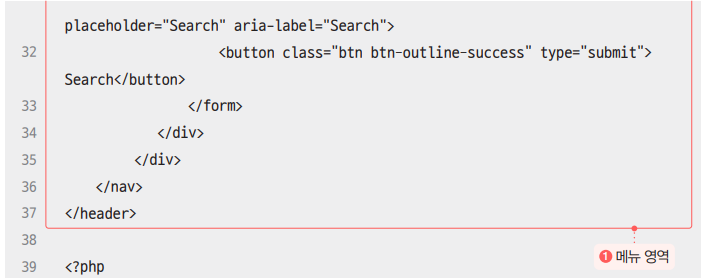 placeholder="Search" aria-label="Search">
32 <button class="btn btn-outline-success" type="submit">
Search</button>
33 </form>
34 </div>
35 </div>
36 </nav>
37 </header>
38
❶ 메뉴 영역
39 <?php